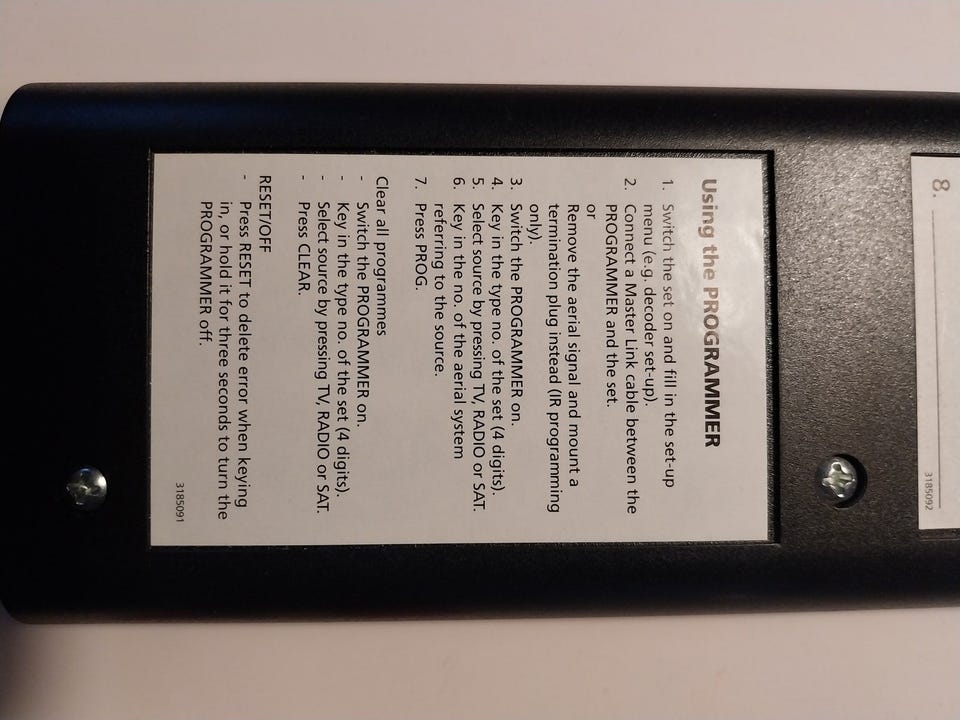 Using the PROGRAMMER
1. Switch the set on and fill in the set-up
menu (e.g. decoder set-up).
2. Connect a Master Link cable between the
PROGRAMMER and the set.
or
Remove the aerial signal and mount a
termination plug instead (IR programming
only).
3. Switch the PROGRAMMER on.
4. Key in the type no. of the set (4 digits).
5. Select source by pressing TV, RADIO or SAT.
6. Key in the no. of the aerial system
referring to the source.
7. Press PROG.
Clear all programmes
- Switch the PROGRAMMER on.
- Key in the type no. of the set (4 digits).
- Select source by pressing TV, RADIO or SAT.
- Press CLEAR.
RESET/OFF
- Press RESET to delete error when keying
in, or hold it for three seconds to turn the
PROGRAMMER off.
3185091
8.
3185092